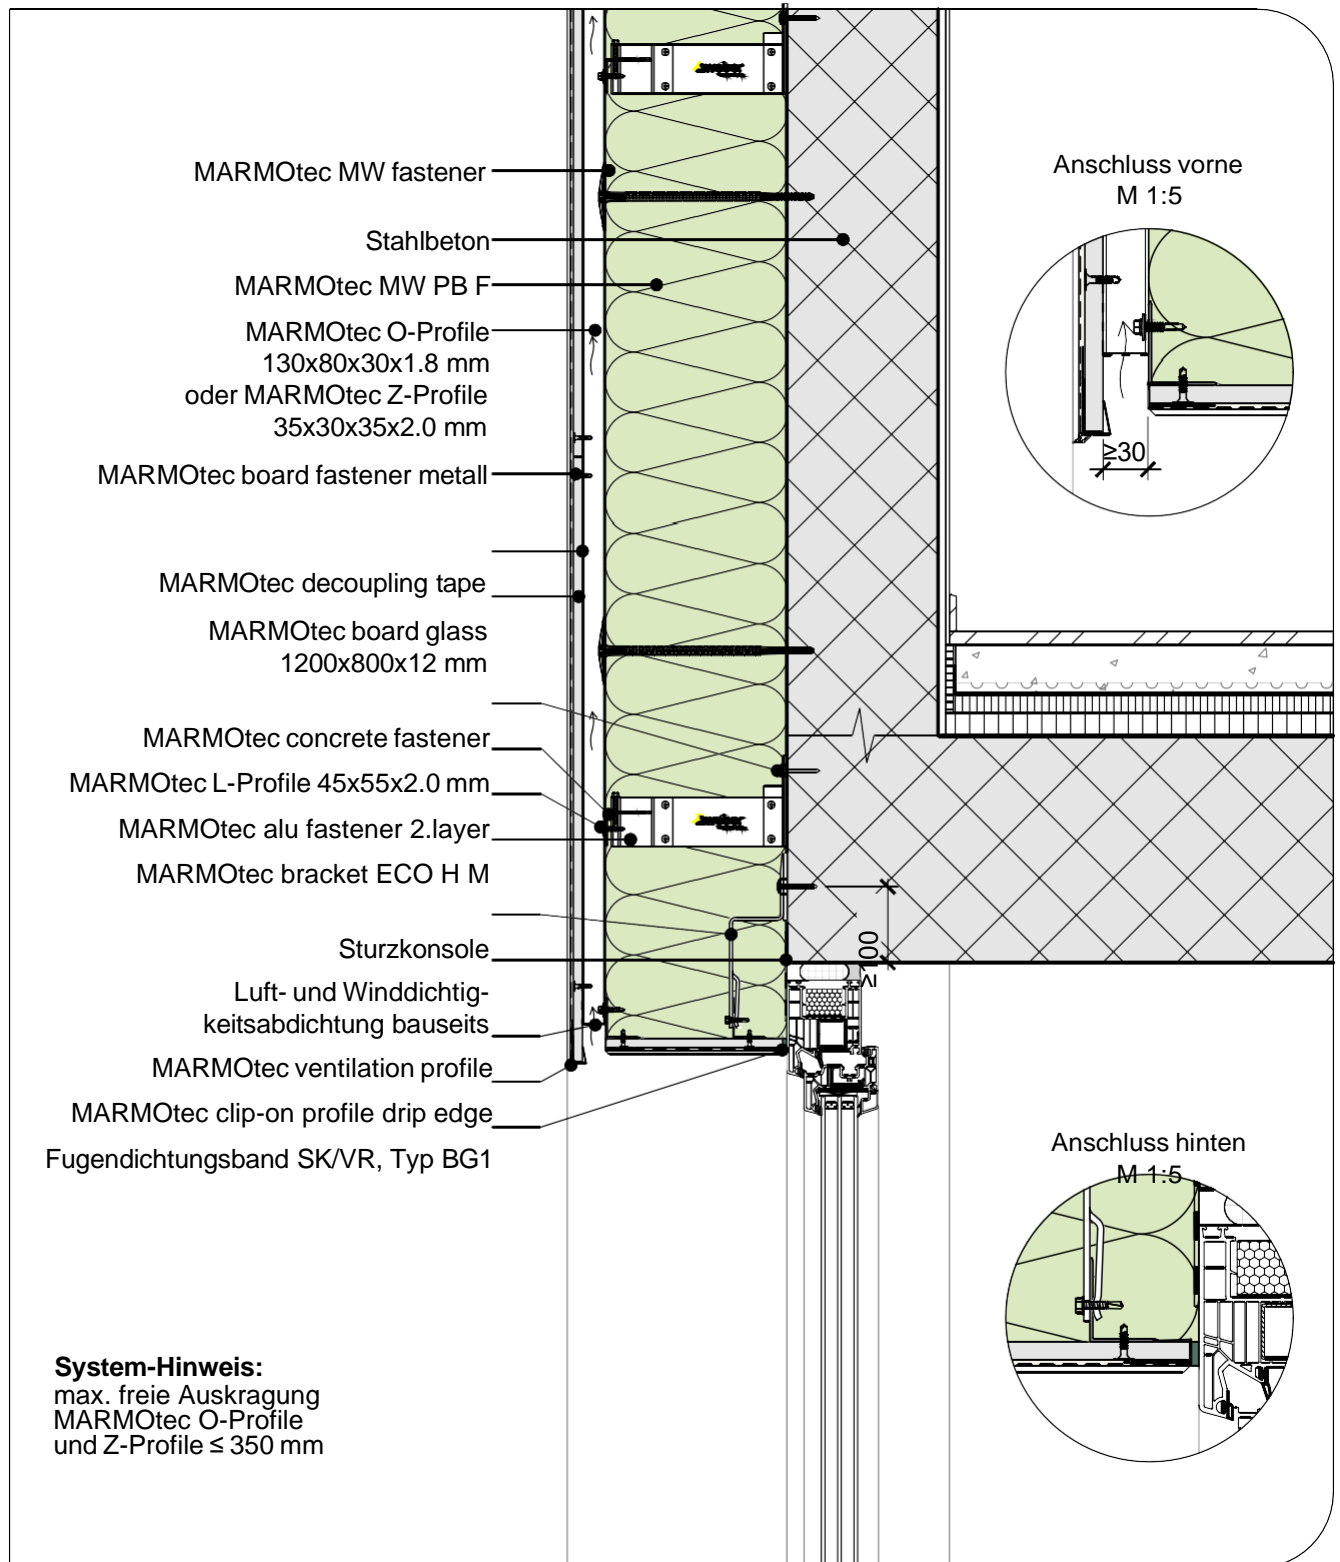 MARMOtec MW fastener
Stahlbeton
MARMOtec MW PB F
MARMOtec O-Profile
130x80x30x1.8 mm
oder MARMOtec Z-Profile
35x30x35x2.0 mm
MARMOtec board fastener metall
MARMOtec decoupling tape
MARMOtec board glass
1200x800x12 mm
MARMOtec concrete fastener
MARMOtec L-Profile 45x55x2.0 mm
MARMOtec alu fastener 2.layer
MARMOtec bracket ECO H M
Sturzkonsole
Luft- und Winddichtig-
keitsabdichtung bauseits
MARMOtec ventilation profile
MARMOtec clip-on profile drip edge
Fugendichtungsband SK/VR, Typ BG1
System-Hinweis:
max. freie Auskragung
MARMOtec O-Profile
und Z-Profile ≤ 350 mm
≥100
Anschluss vorne
M 1:5
≥30
Anschluss hinten
M 1:5